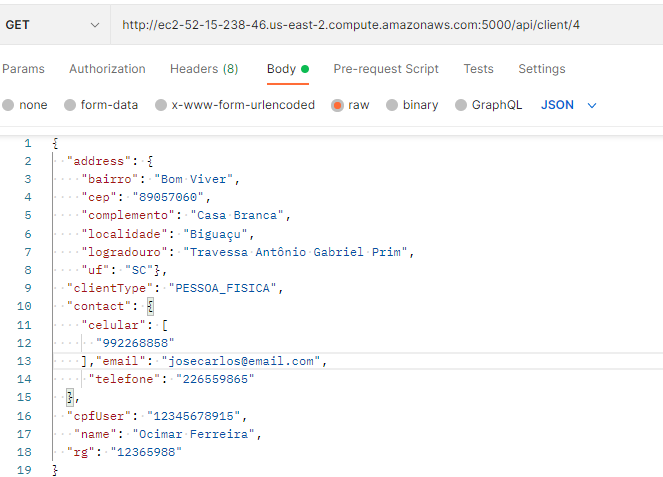 GET http://ec2-52-15-238-46.us-east-2.compute.amazonaws.com:5000/api/client/4
Params Authorization Headers (8) Body Pre-request Script Tests Settings
none form-data x-www-form-urlencoded raw binary GraphQL JSON
1 {
2 "address": {
3 "bairro": "Bom Viver",
4 "cep": "89057060",
5 "complemento": "Casa Branca",
6 "localidade": "Biguaçu",
7 "logradouro": "Travessa Antônio Gabriel Prim",
8 "uf": "SC"},
9 "clientType": "PESSOA_FISICA",
10 "contact": {
11 "celular": [
12 "992268858"
13 ],"email": "josecarlos@email.com",
14 "telefone": "226559865"
15 },
16 "cpfUser": "12345678915",
17 "name": "Ocimar Ferreira",
18 "rg": "12365988"
19 }